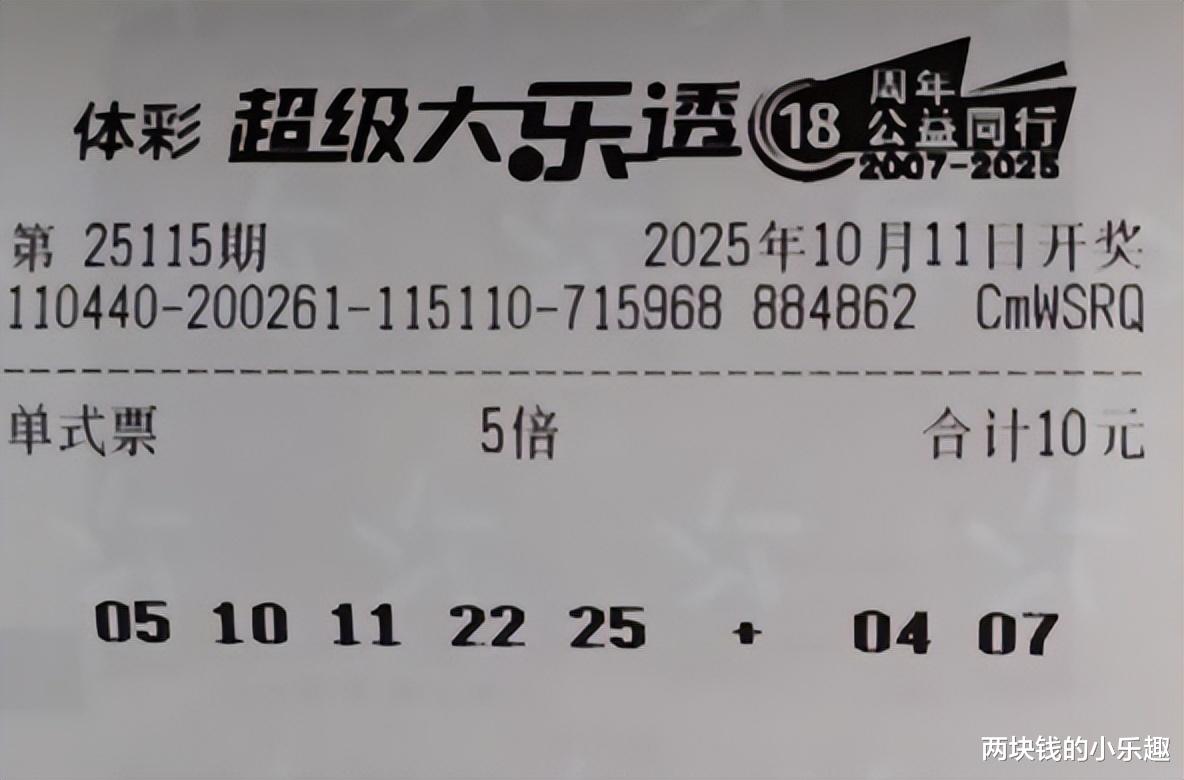 体彩 超级大乐透 18 周年
公益同行
2007-2025
第 25115期 2025年10月11日开奖
110440-200261-115110-715968 884862 CmWSRQ
单式票 5倍 合计10元
05 10 11 22 25 + 04 07
两块钱的小乐趣